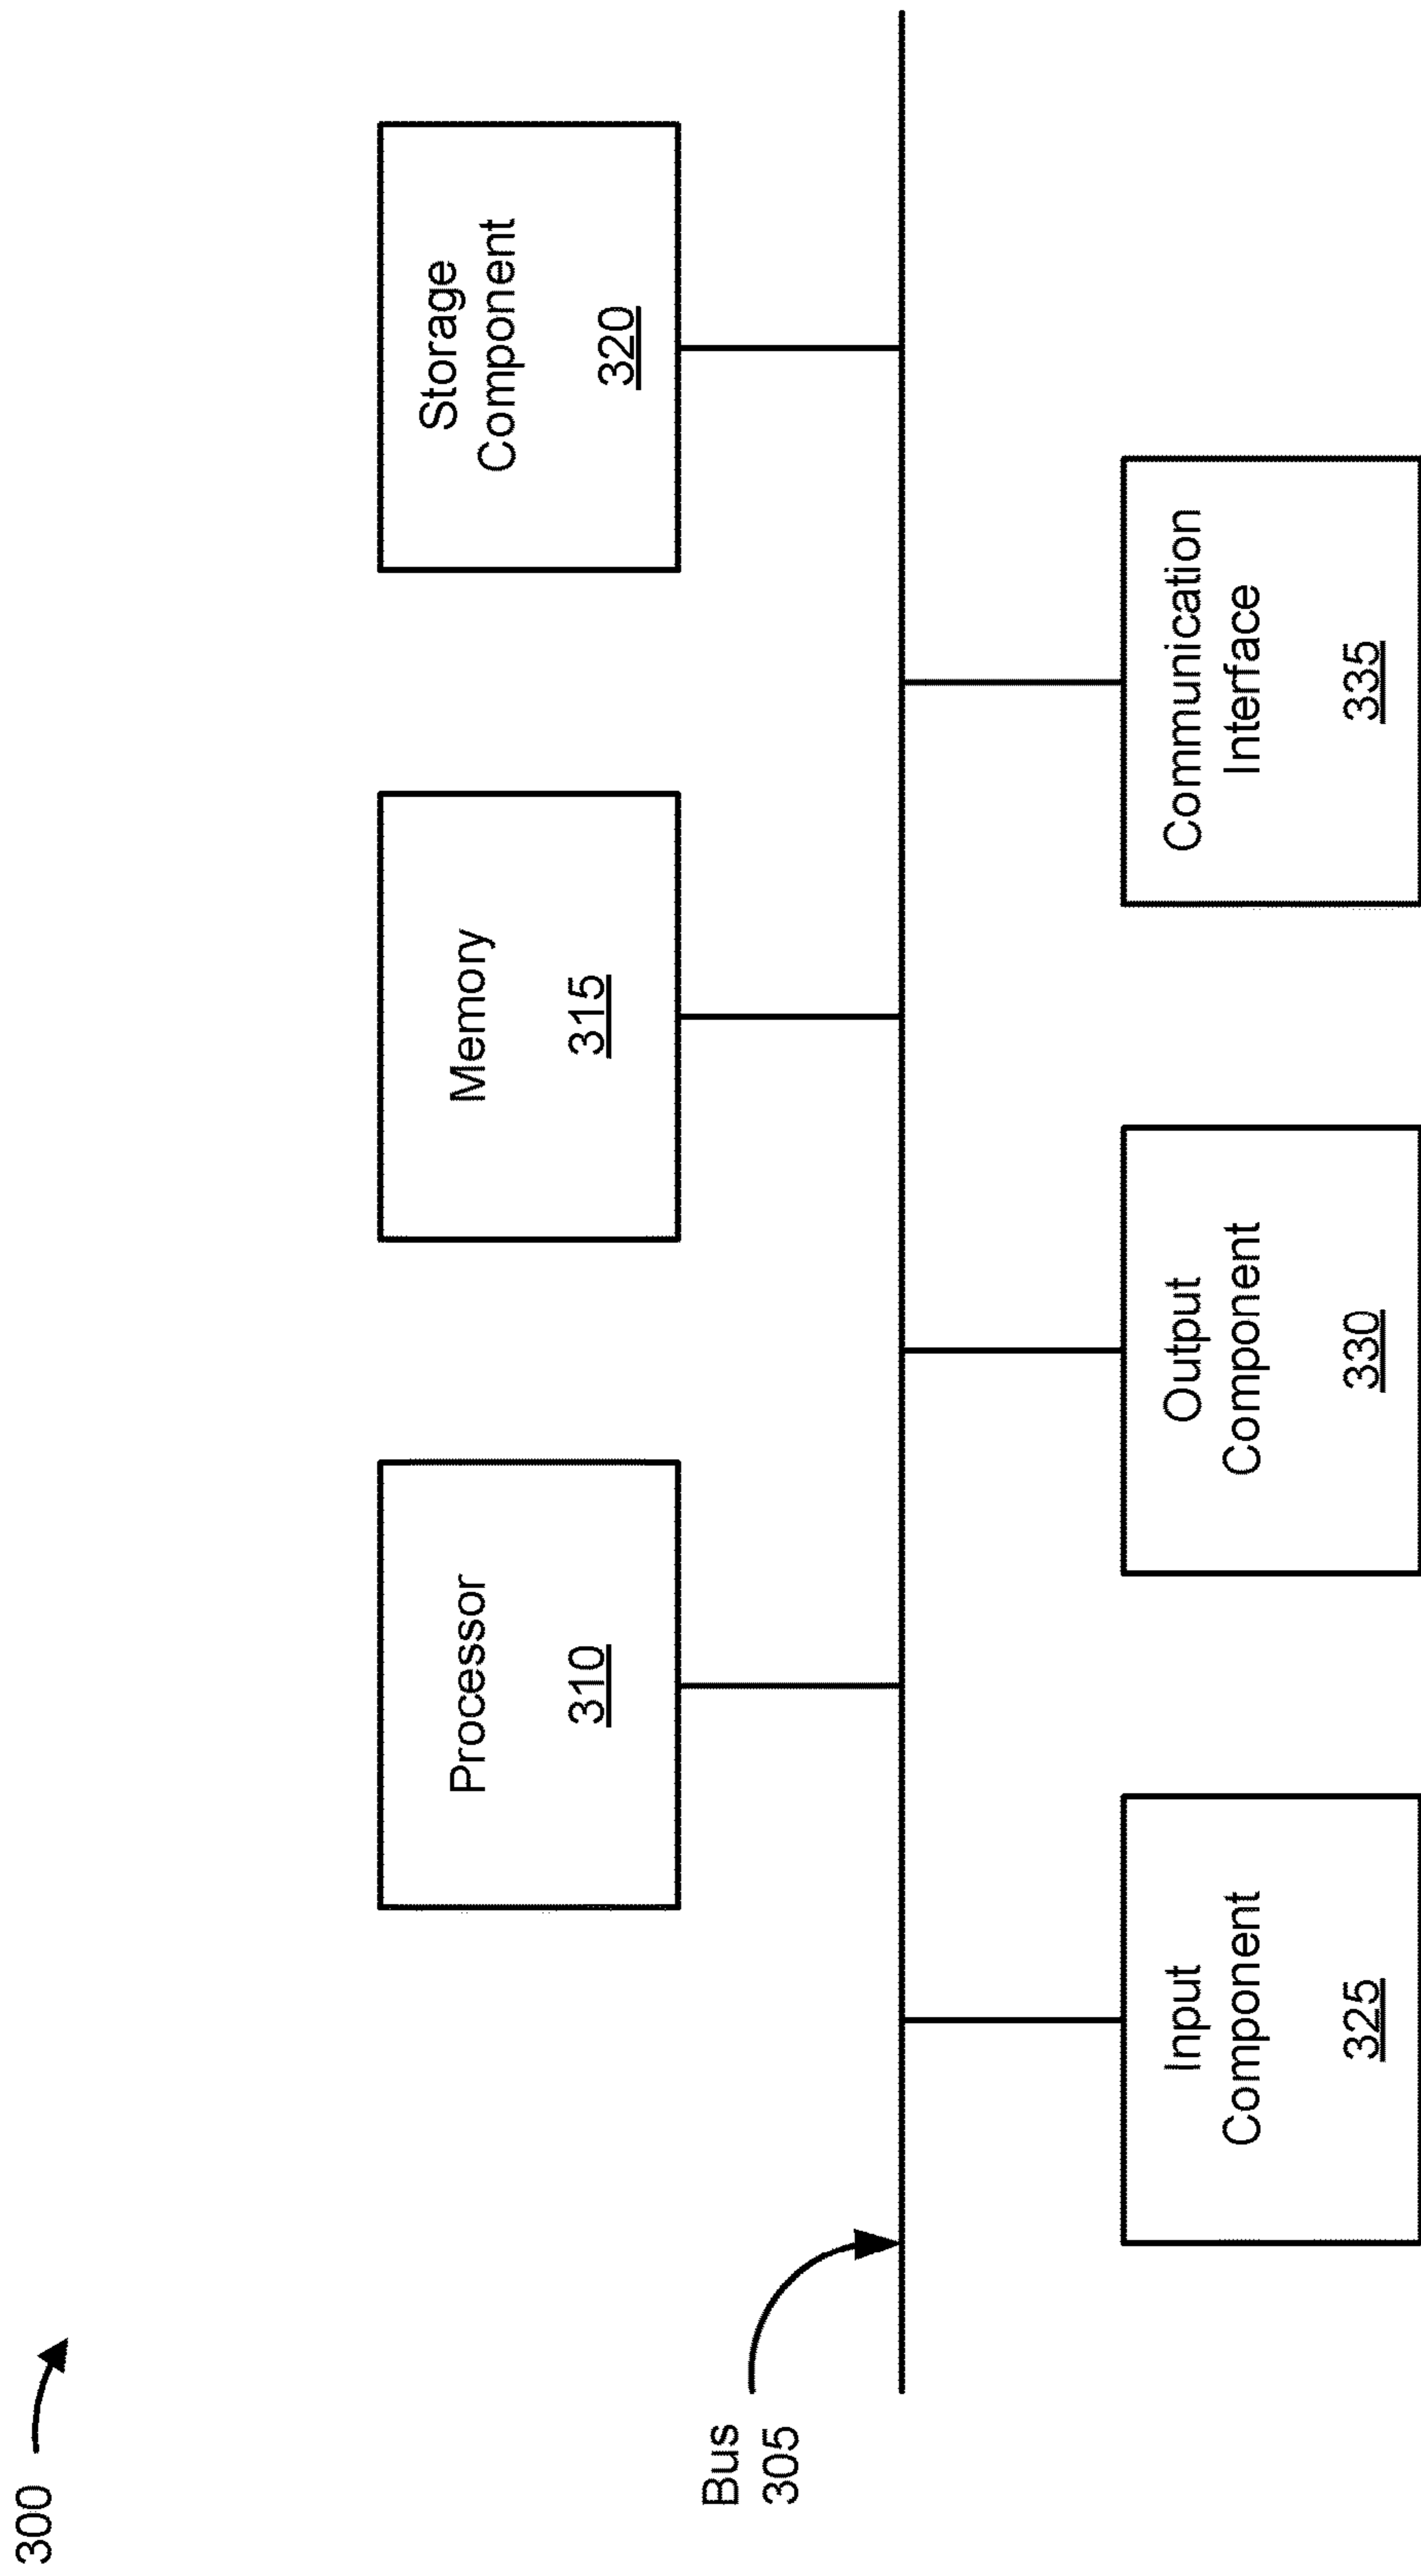 300
Processor
310
Memory
315
Storage
Component
320
Bus
305
Input
Component
325
Output
Component
330
Communication
Interface
335